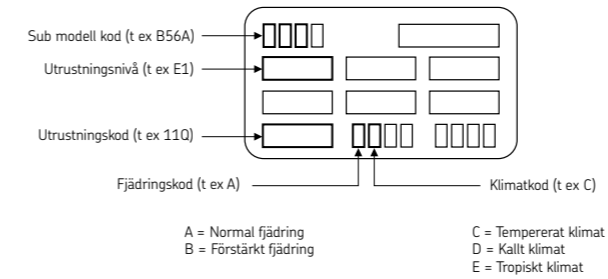 Sub modell kod (t ex B56A)
Utrustningsnivå (t ex E1)
Utrustningskod (t ex 11Q)
Fjädringskod (t ex A)
Klimatkod (t ex C)
A = Normal fjädring
B = Förstärkt fjädring
C = Tempererat klimat
D = Kallt klimat
E = Tropiskt klimat